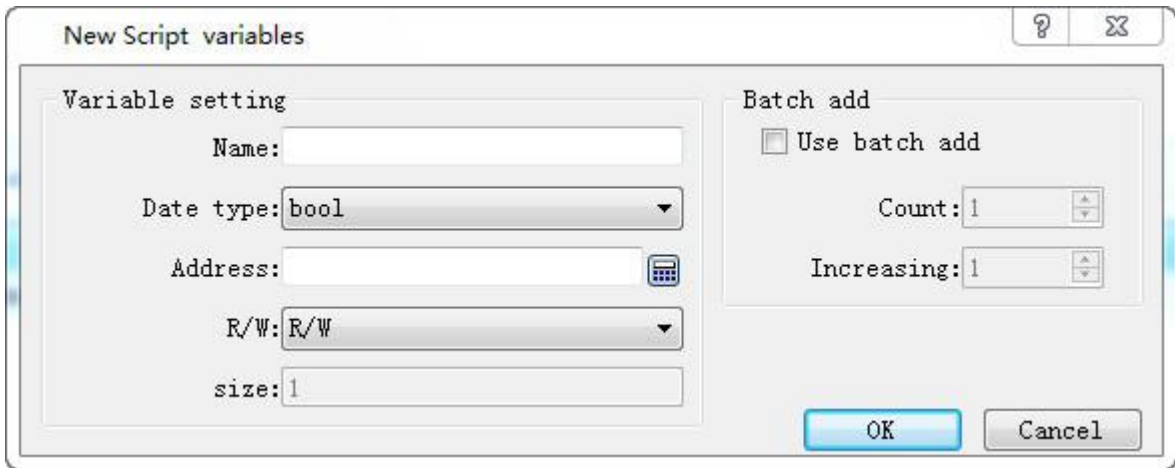 New Script variables
?
Variable setting
Name:
Date type: bool
Address:
R/W: R/W
size: 1
Batch add
Use batch add
Count: 1
Increasing: 1
OK
Cancel